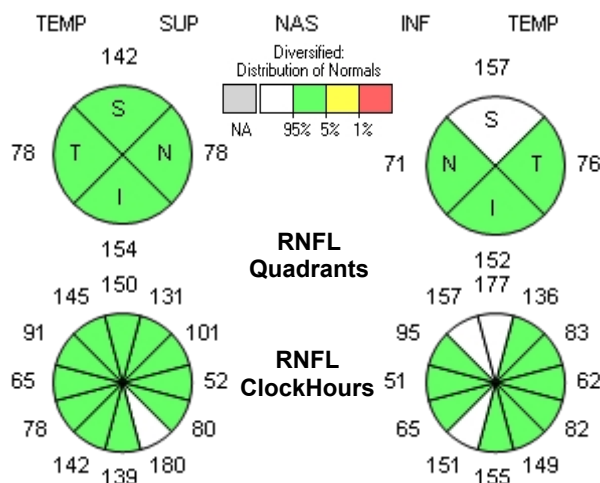 TEMP SUP NAS INF TEMP
142 Diversified: 157
Distribution of Normals
NA 95% 5% 1%
S S
78 T N 78 71 N T 76
I I
154 RNFL 152
Quadrants
150 177
145 131 157 136
91 101 95 83
RNFL
65 52 ClockHours 51 62
78 80 65 82
142 180 151 149
139 155